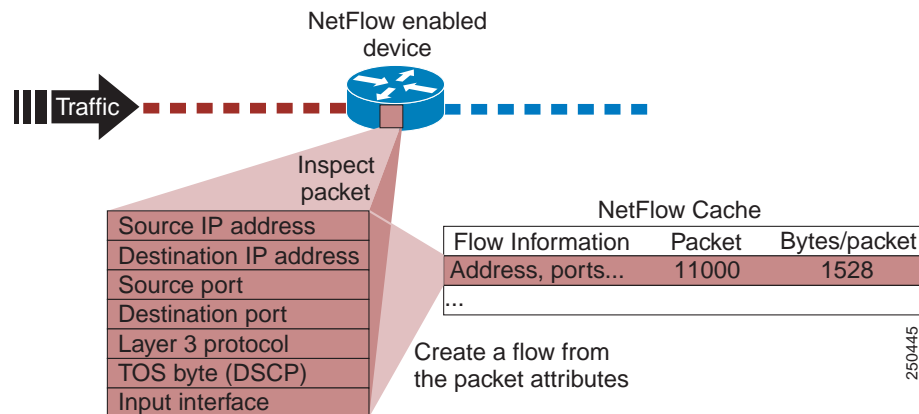 NetFlow enabled
device
Traffic
Inspect
packet
Source IP address
Destination IP address
Source port
Destination port
Layer 3 protocol
TOS byte (DSCP)
Input interface
NetFlow Cache
Flow Information Packet Bytes/packet
Address, ports... 11000 1528
...
Create a flow from
the packet attributes
250445